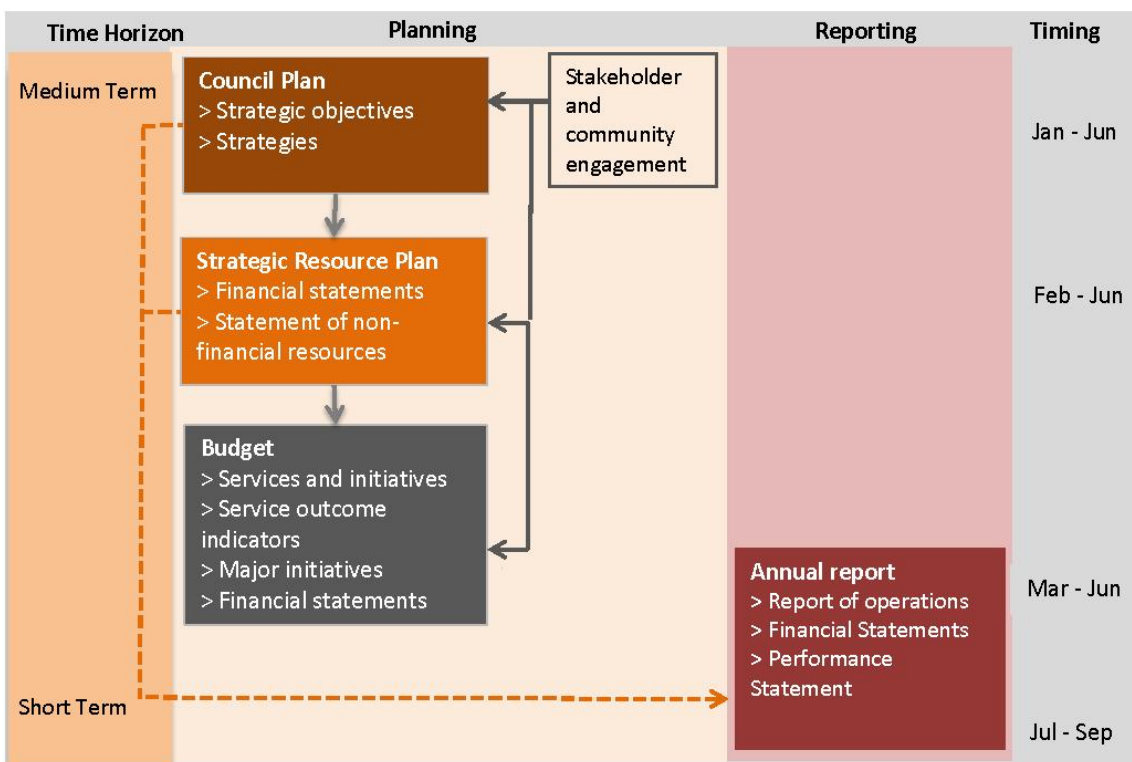 Time Horizon
Planning
Reporting
Timing
Medium Term
Council Plan
> Strategic objectives
> Strategies
Stakeholder
and
community
engagement
Jan - Jun
Strategic Resource Plan
> Financial statements
> Statement of non-
financial resources
Feb - Jun
Budget
> Services and initiatives
> Service outcome
indicators
> Major initiatives
> Financial statements
Annual report
> Report of operations
> Financial Statements
> Performance
Statement
Mar - Jun
Short Term
Jul - Sep